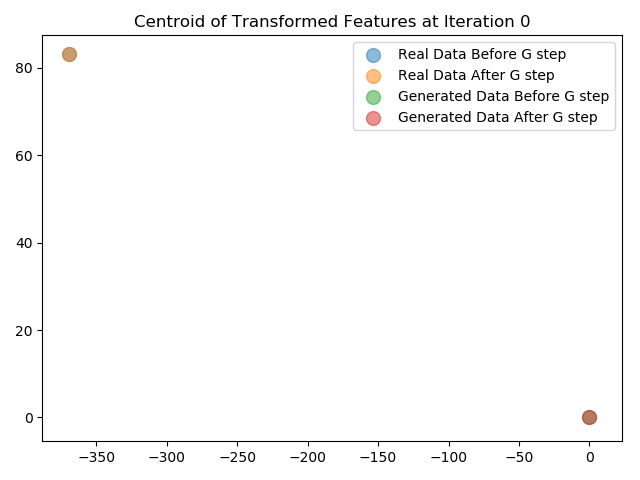 Centroid of Transformed Features at Iteration 0
Real Data Before G step
Real Data After G step
Generated Data Before G step
Generated Data After G step
80
60
40
20
0
−350 −300 −250 −200 −150 −100 −50 0